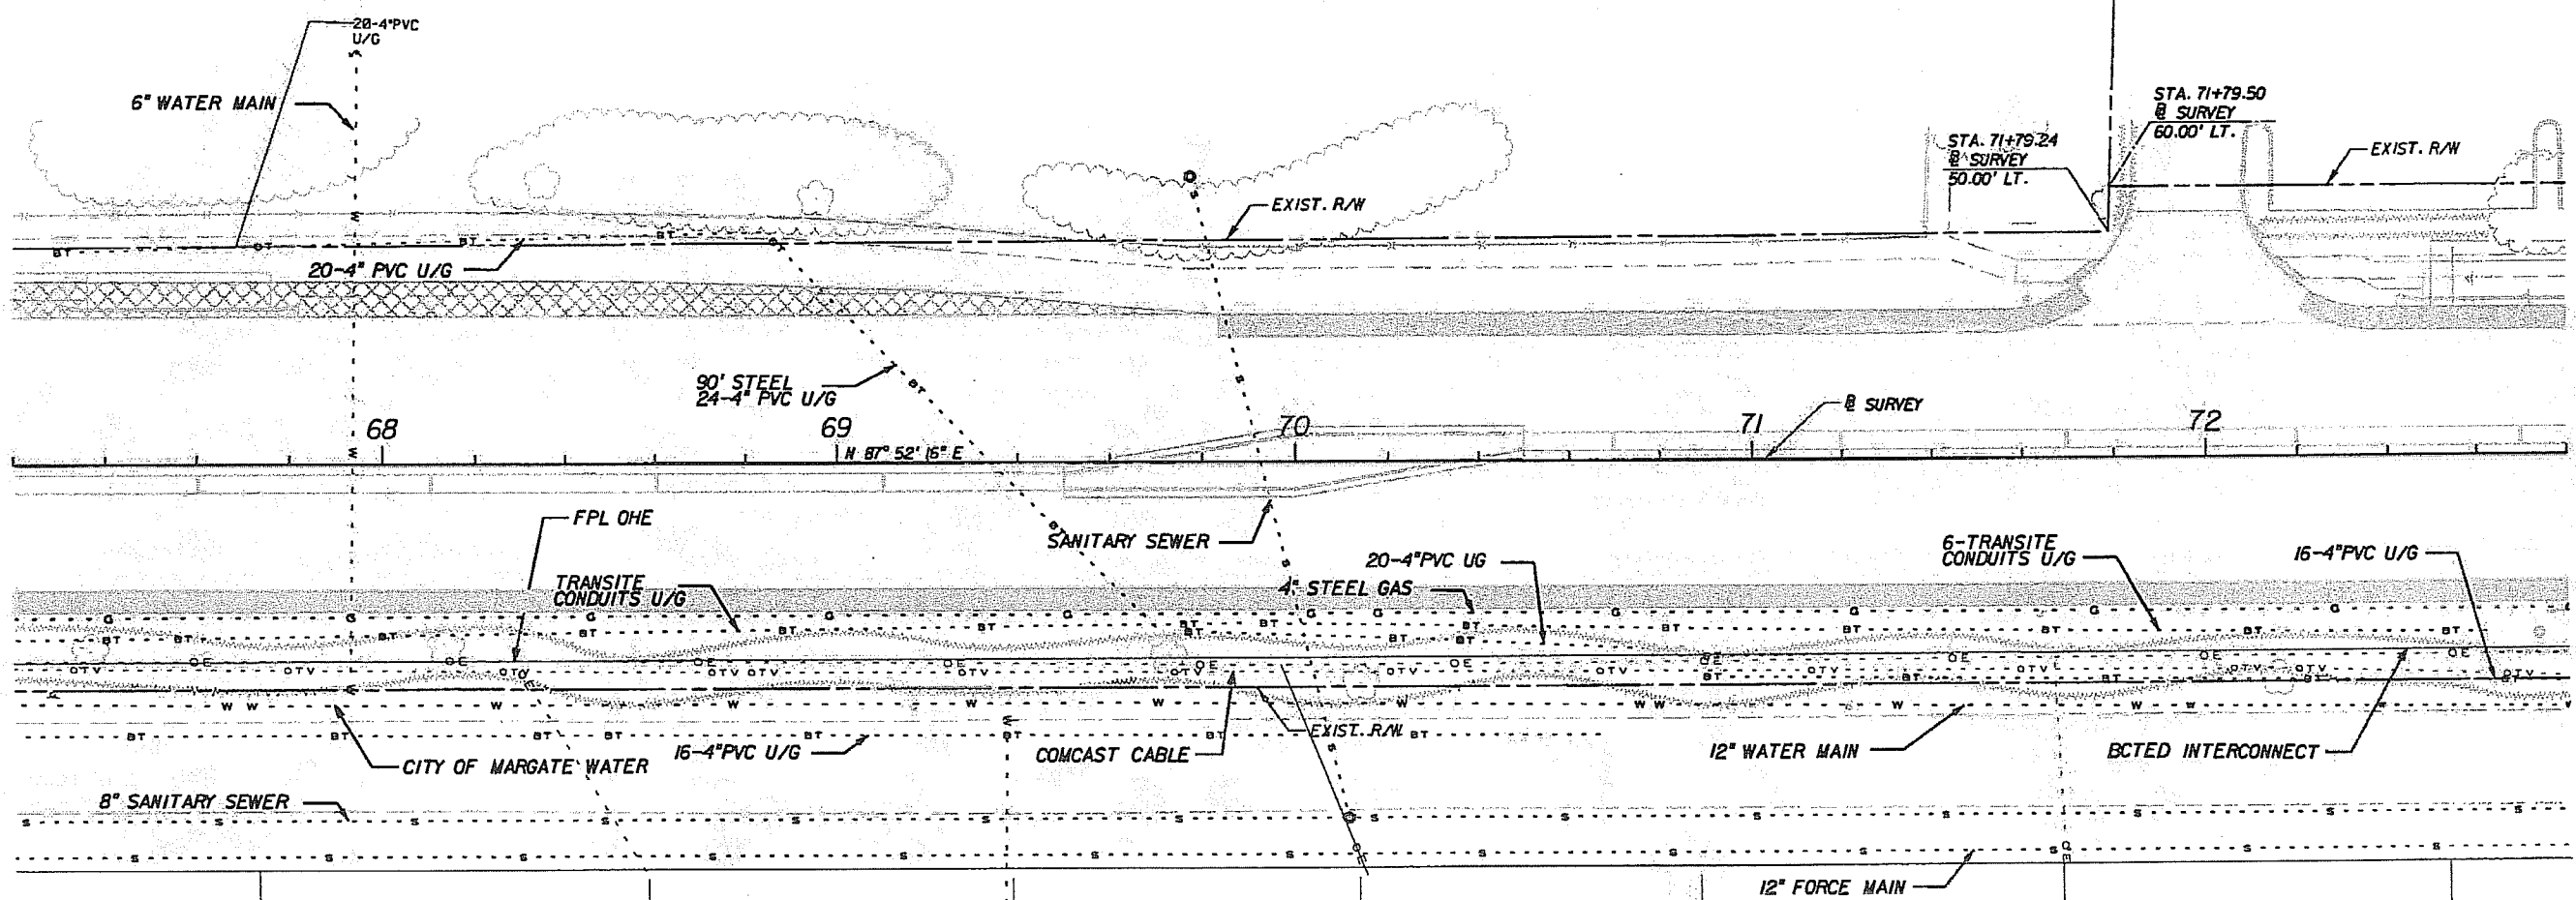 20-4"PVC
U/G
6" WATER MAIN
STA. 71+79.50
℄ SURVEY
60.00' LT.
STA. 71+79.24
℄ SURVEY
50.00' LT.
EXIST. R/W
EXIST. R/W
20-4" PVC U/G
90' STEEL
24-4" PVC U/G
℄ SURVEY
68
69
70
71
72
N 87° 52' 16" E
FPL OHE
SANITARY SEWER
TRANSITE
CONDUITS U/G
20-4"PVC UG
4" STEEL GAS
6-TRANSITE
CONDUITS U/G
16-4"PVC U/G
EXIST. R/W
16-4"PVC U/G
CITY OF MARGATE WATER
COMCAST CABLE
12" WATER MAIN
BCTED INTERCONNECT
8" SANITARY SEWER
12" FORCE MAIN